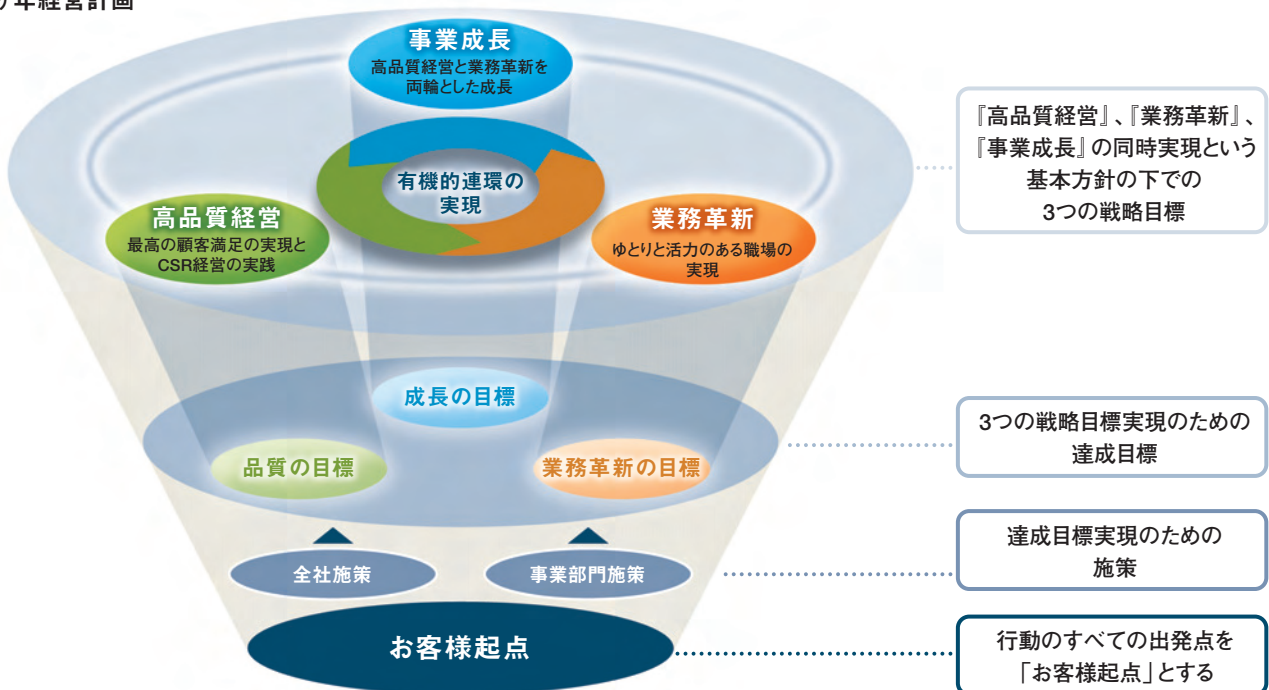 年経営計画
事業成長
高品質経営と業務革新を
両輪とした成長
有機的連環の
実現
高品質経営
最高の顧客満足の実現と
CSR経営の実践
業務革新
ゆとりと活力のある職場の
実現
『高品質経営』、『業務革新』、
『事業成長』の同時実現という
基本方針の下での
3つの戦略目標
成長の目標
品質の目標
業務革新の目標
3つの戦略目標実現のための
達成目標
全社施策
事業部門施策
達成目標実現のための
施策
お客様起点
行動のすべての出発点を
「お客様起点」とする